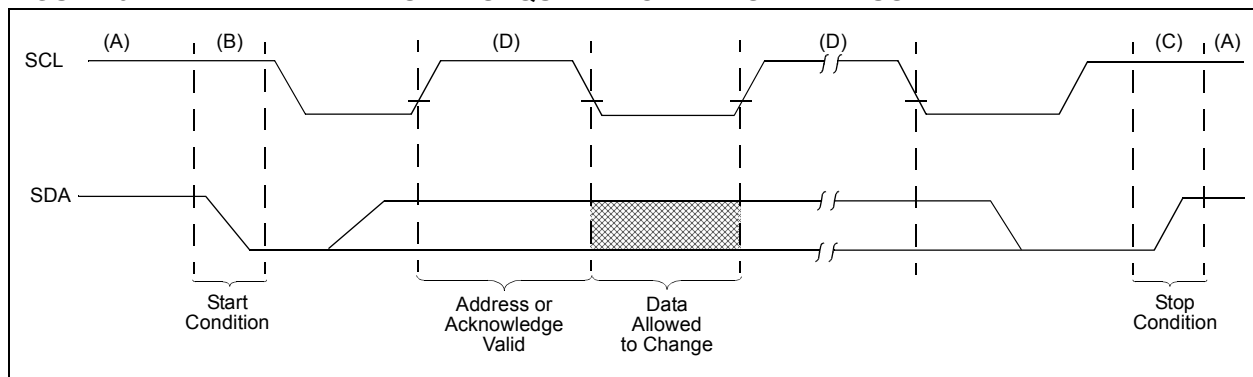 (A) (B) (D) (D) (C) (A)
SCL
SDA
Start
Condition
Address or
Acknowledge
Valid
Data
Allowed
to Change
Stop
Condition